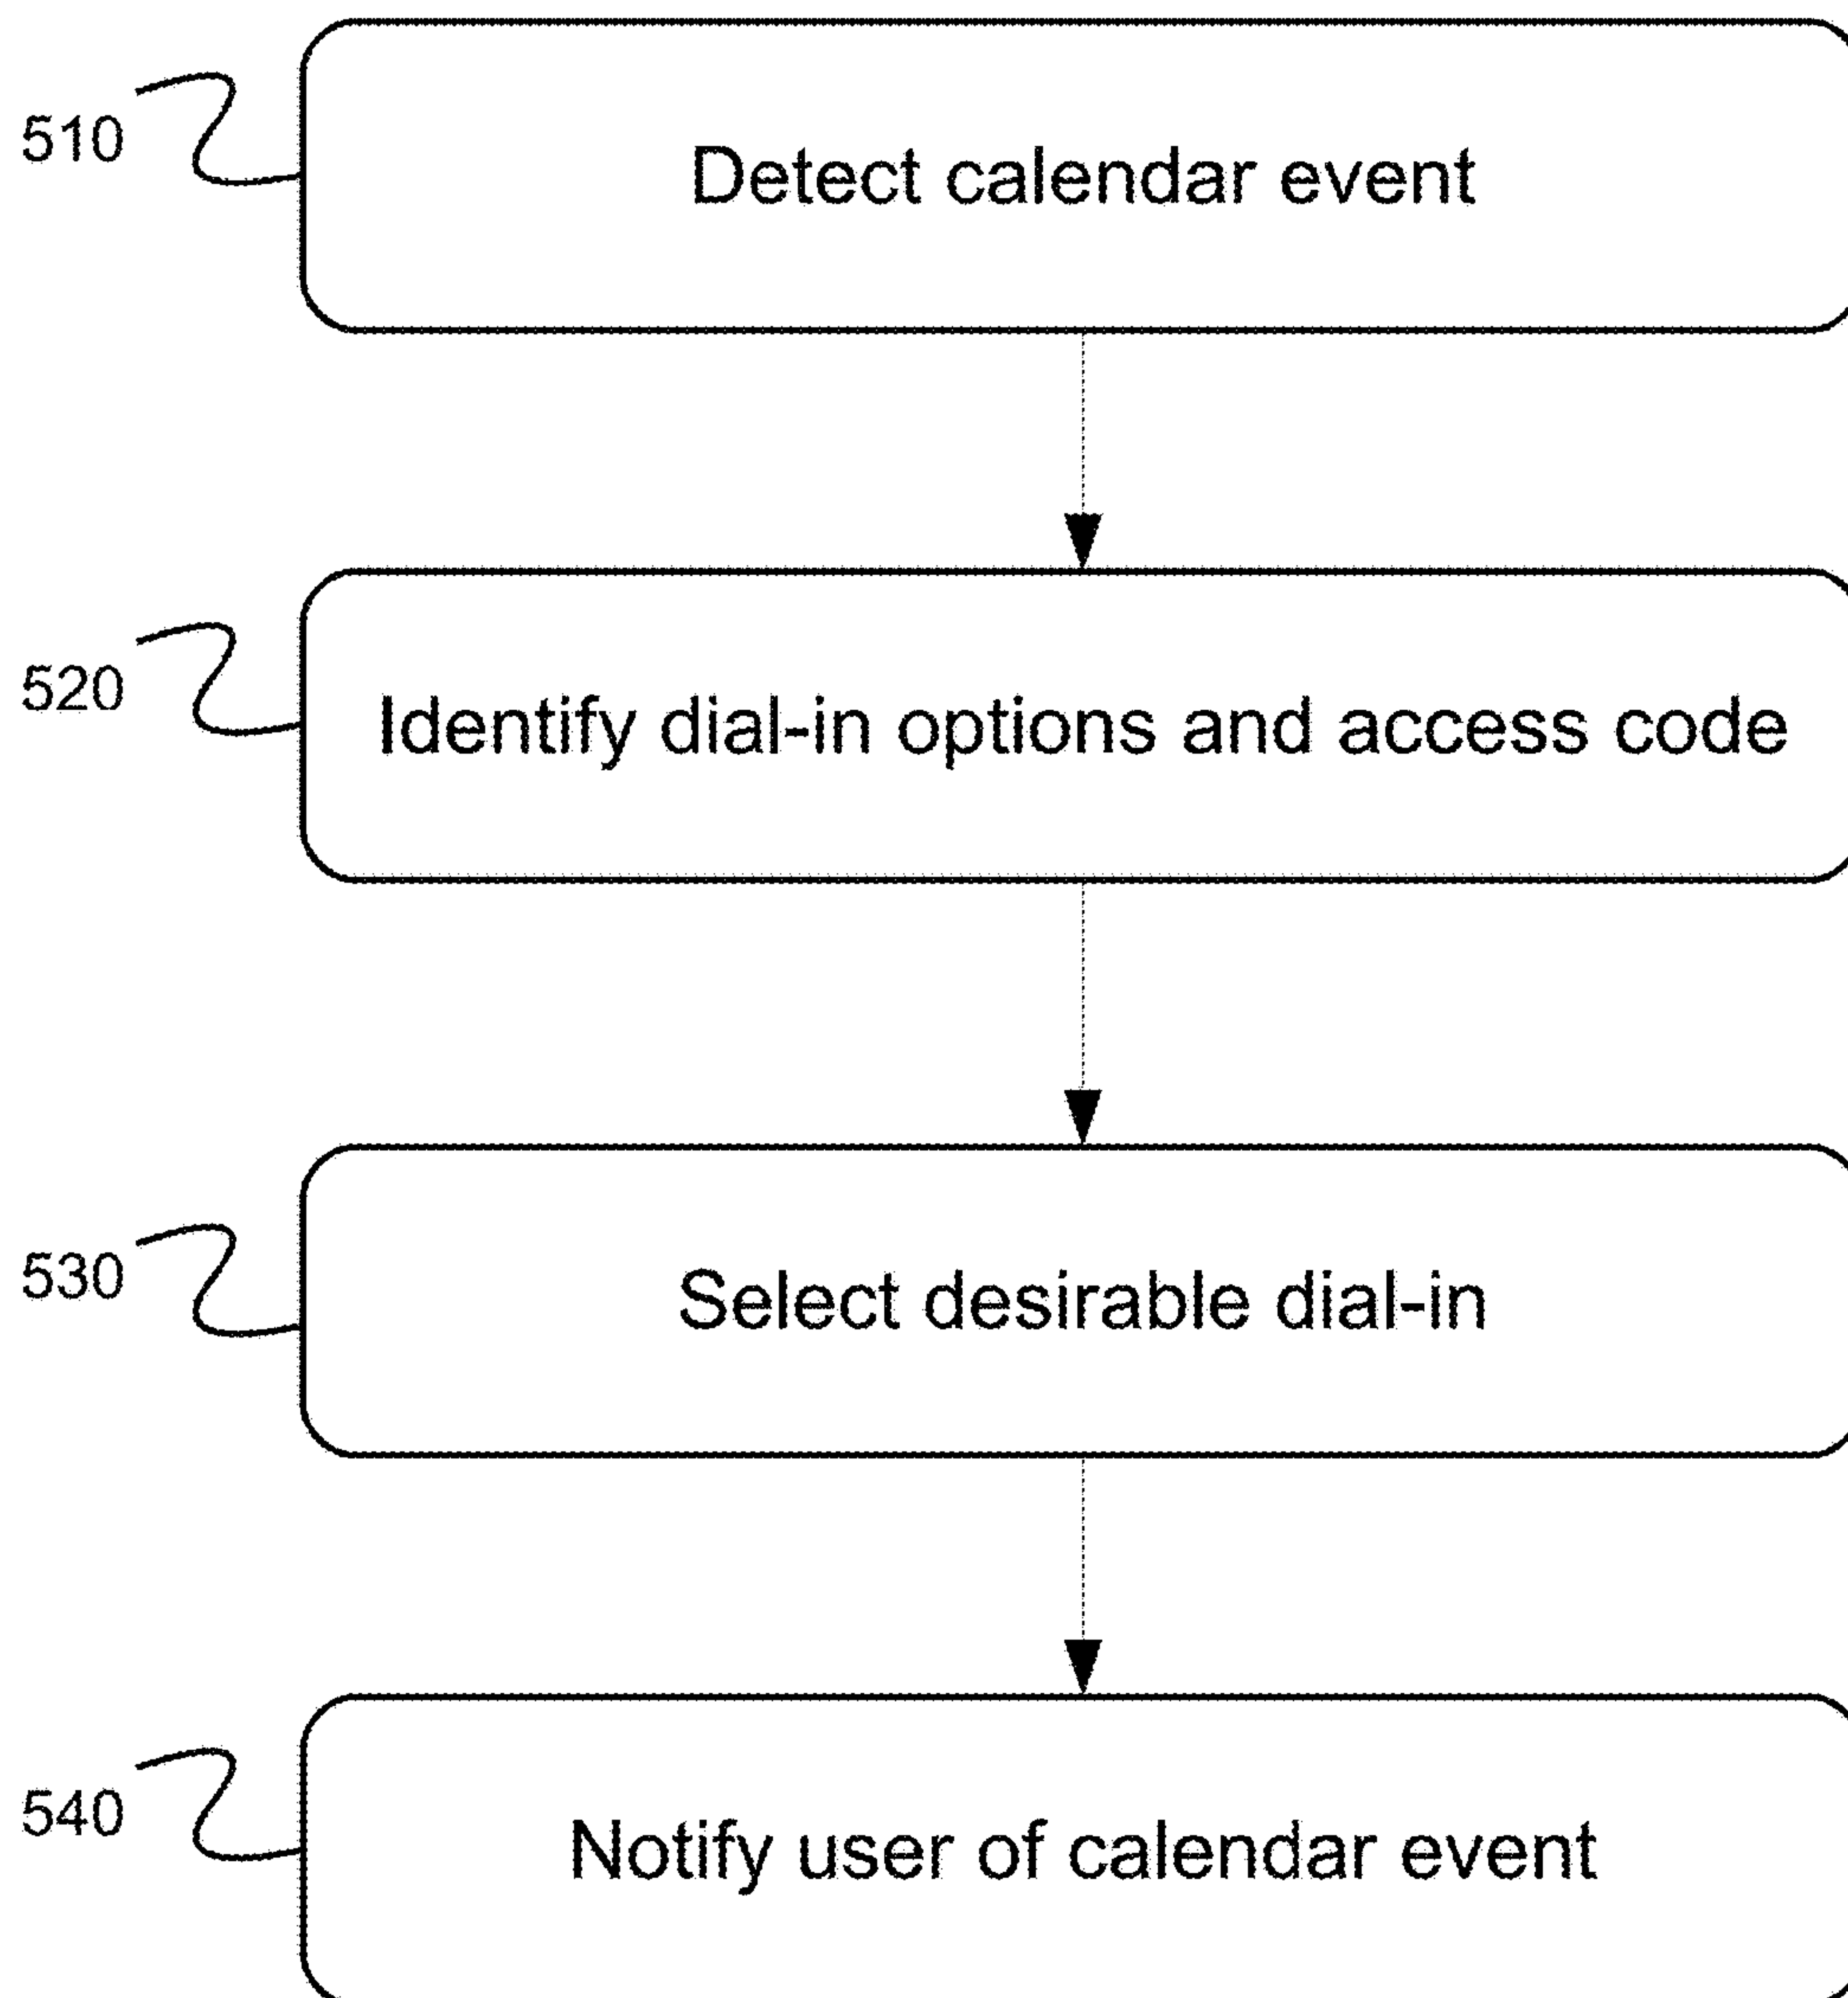 510
Detect calendar event
520
Identify dial-in options and access code
530
Select desirable dial-in
540
Notify user of calendar event